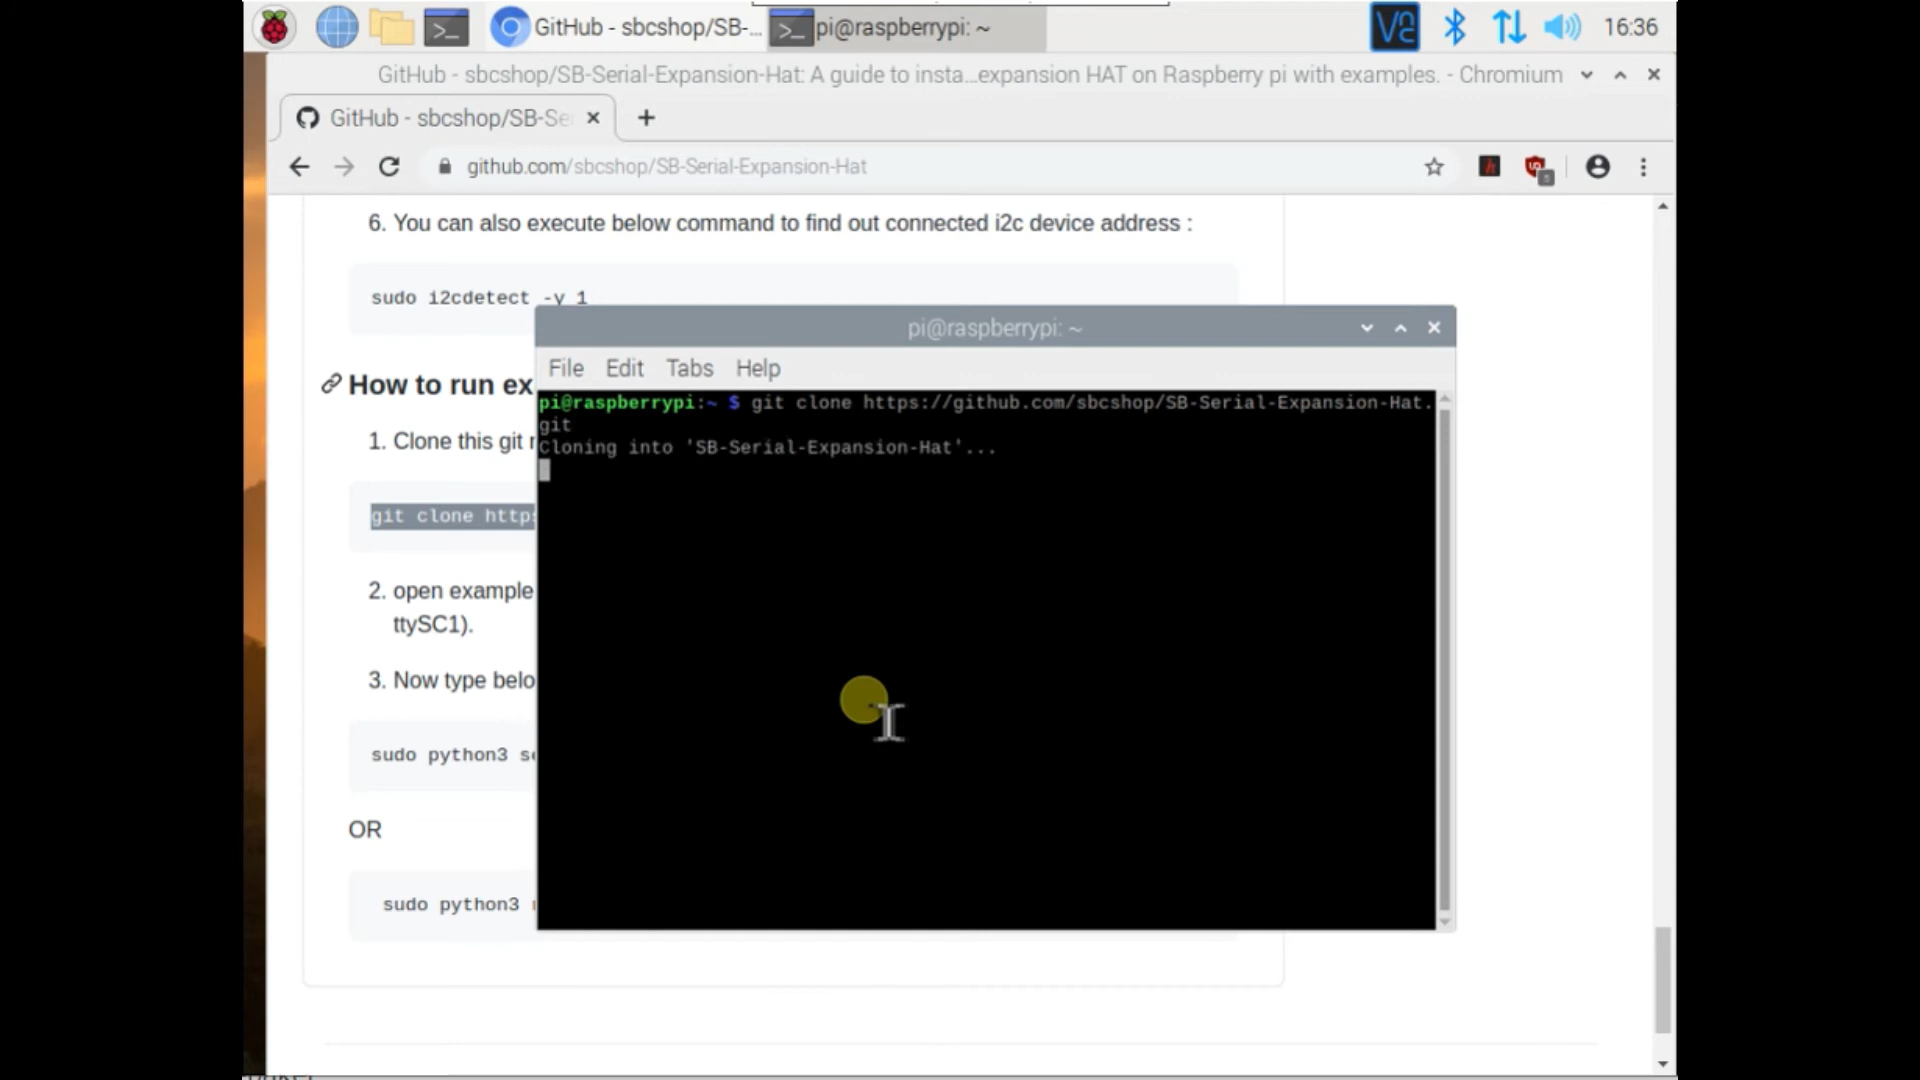 GitHub - sbcshop/SB-...
pi@raspberrypi: ~
16:36
GitHub - sbcshop/SB-Serial-Expansion-Hat: A guide to insta...expansion HAT on Raspberry pi with examples. - Chromium
GitHub - sbcshop/SB-Se
github.com/sbcshop/SB-Serial-Expansion-Hat
6. You can also execute below command to find out connected i2c device address :
sudo i2cdetect -y 1
How to run ex
1. Clone this git
git clone https
2. open example
ttySC1).
3. Now type belo
sudo python3 se
OR
sudo python3
pi@raspberrypi: ~
File Edit Tabs Help
pi@raspberrypi:~ $ git clone https://github.com/sbcshop/SB-Serial-Expansion-Hat.
git
Cloning into 'SB-Serial-Expansion-Hat'...